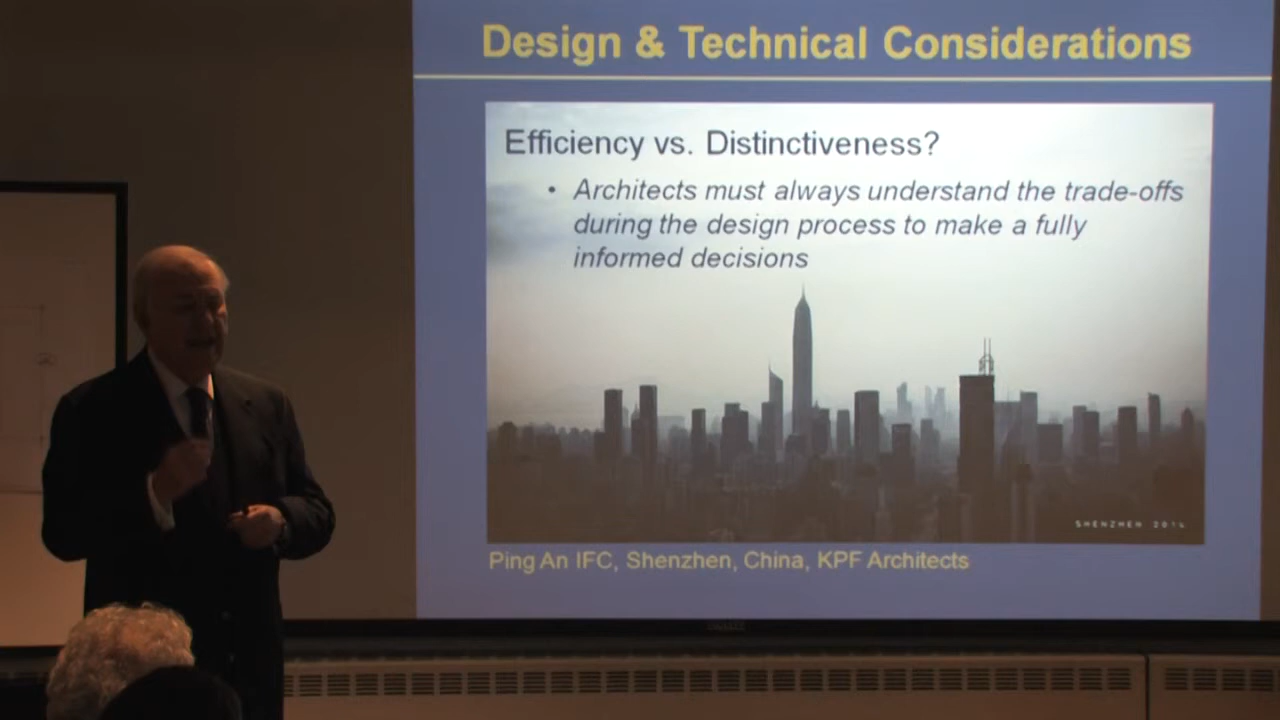 Design & Technical Considerations
Efficiency vs. Distinctiveness?
• Architects must always understand the trade-offs
during the design process to make a fully
informed decisions
SHENZHEN 2014
Ping An IFC, Shenzhen, China, KPF Architects